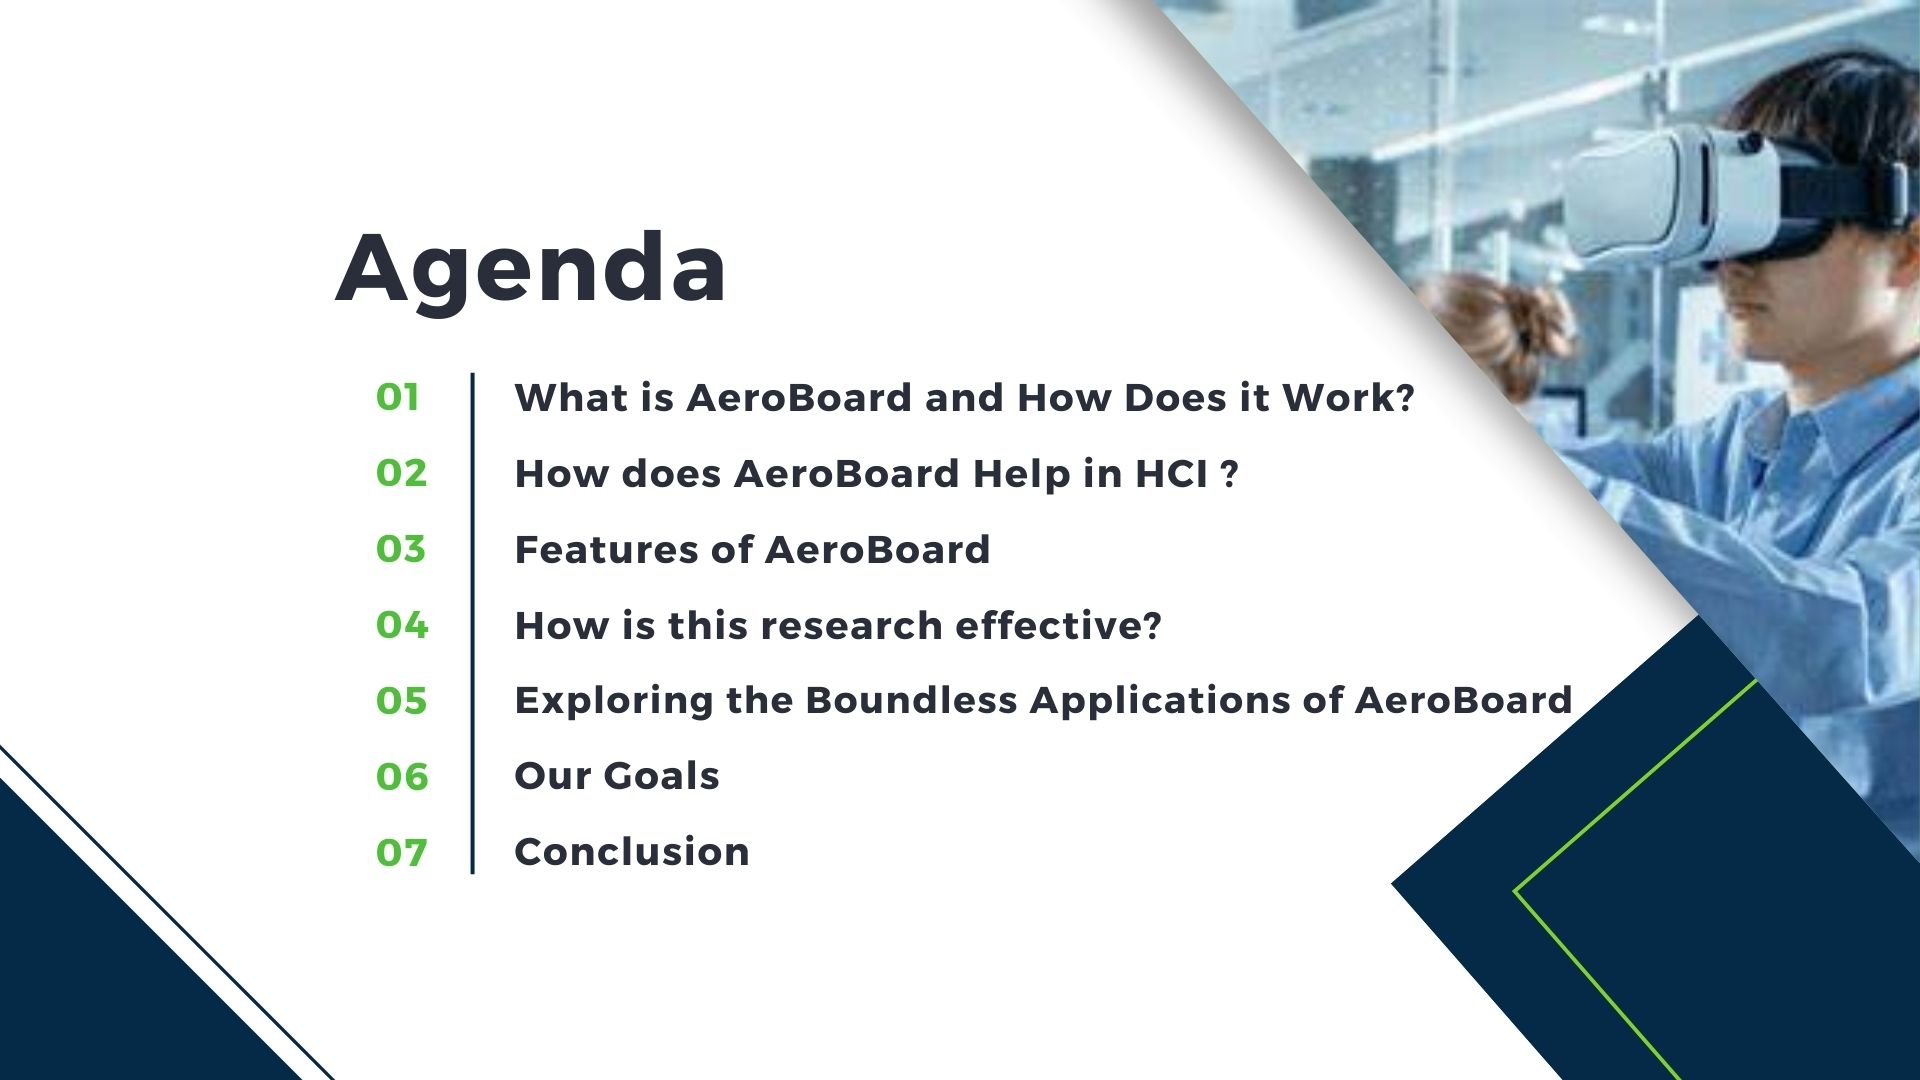 Agenda
01 What is AeroBoard and How Does it Work?
02 How does AeroBoard Help in HCI ?
03 Features of AeroBoard
04 How is this research effective?
05 Exploring the Boundless Applications of AeroBoard
06 Our Goals
07 Conclusion